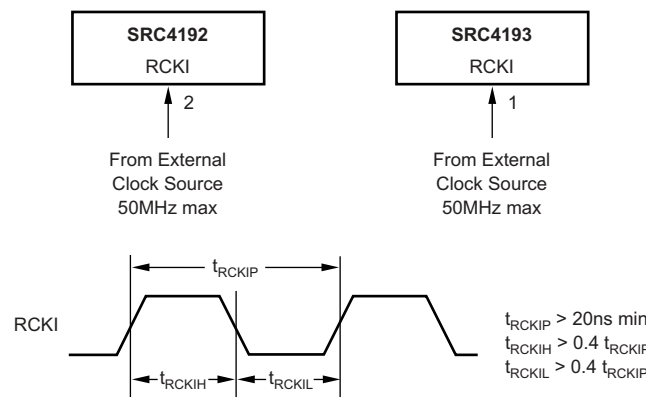 SRC4192
RCKI
2
From External
Clock Source
50MHz max
SRC4193
RCKI
1
From External
Clock Source
50MHz max
tRCKIP
RCKI
tRCKIH
tRCKIL
tRCKIP > 20ns min
tRCKIH > 0.4 tRCKIP
tRCKIL > 0.4 tRCKIP